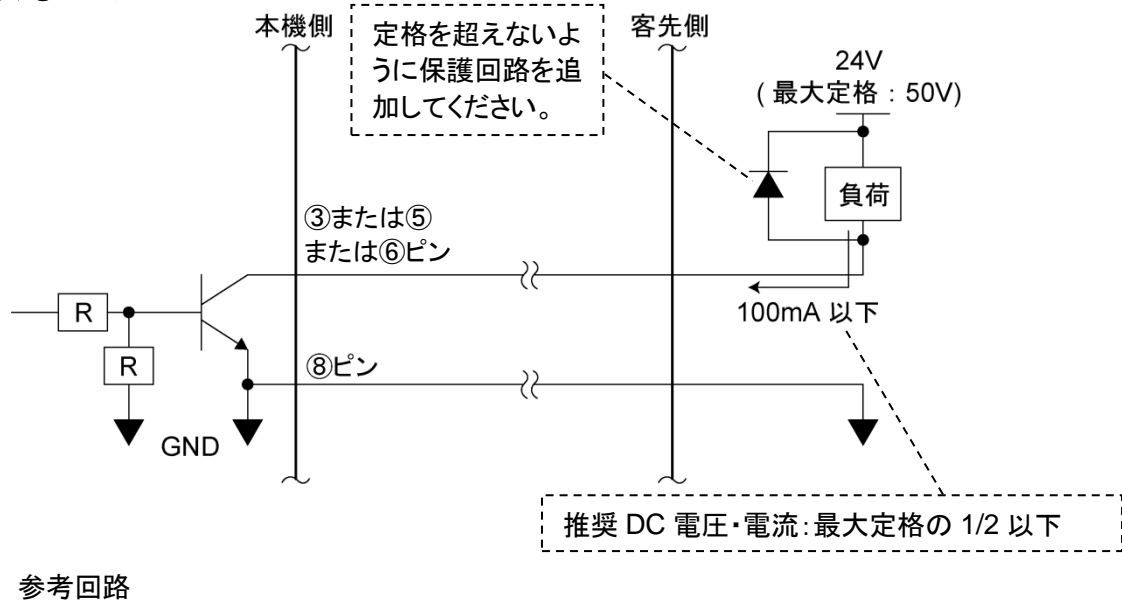 本機側
定格を超えないよ
うに保護回路を追
加してください。
客先側
24V
( 最大定格 : 50V)
負荷
③または⑤
または⑥ピン
100mA 以下
R
R
⑧ピン
GND
推奨 DC 電圧・電流：最大定格の 1/2 以下
参考回路